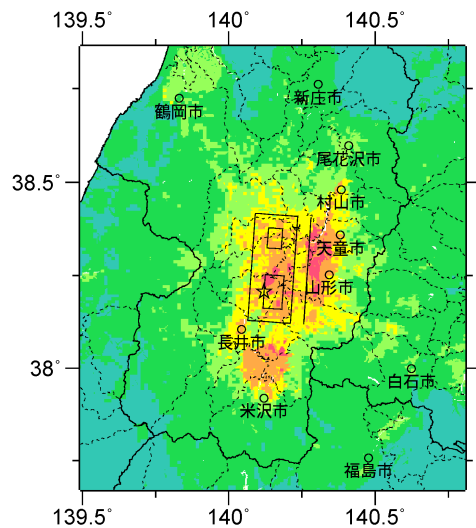 139.5° 140° 140.5°
新庄市
鶴岡市
尾花沢市
38.5°
村山市
天童市
山形市
長井市
38°
白石市
米沢市
福島市
139.5° 140° 140.5°